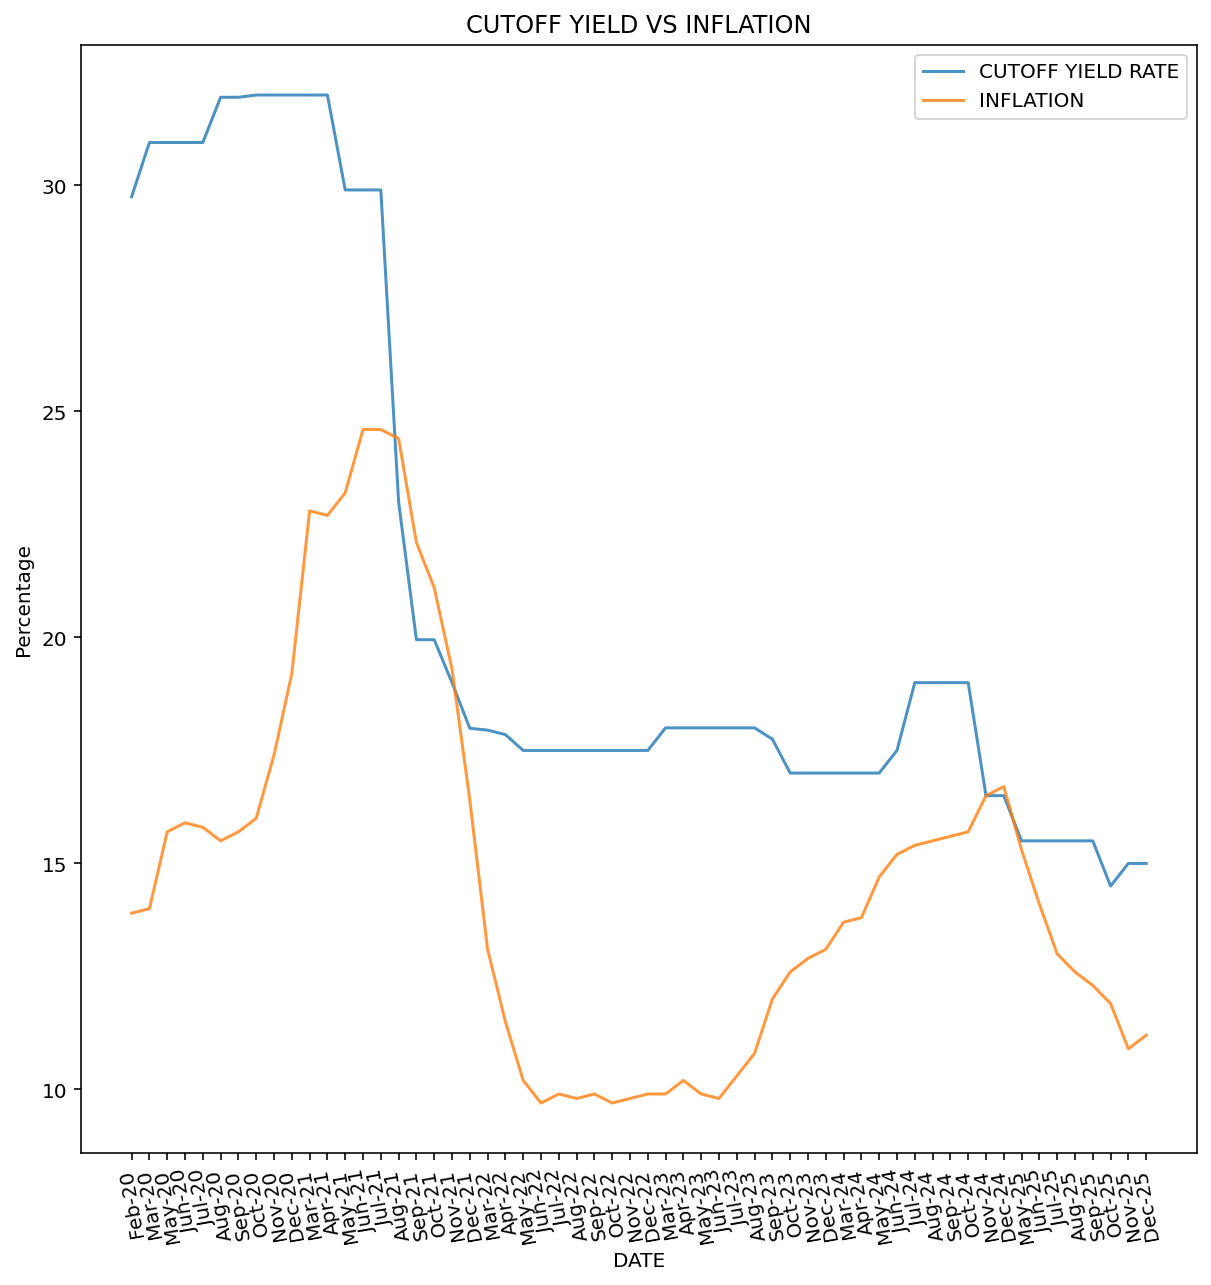 CUTOFF YIELD VS INFLATION
CUTOFF YIELD RATE
INFLATION
Percentage
30
25
20
15
10
Feb-20
Mar-20
May-20
Jun-20
Jul-20
Aug-20
Sep-20
Oct-20
Nov-20
Dec-20
Mar-21
Apr-21
May-21
Jun-21
Jul-21
Aug-21
Sep-21
Oct-21
Nov-21
Dec-21
Mar-22
Apr-22
May-22
Jun-22
Jul-22
Aug-22
Sep-22
Oct-22
Nov-22
Dec-22
Mar-23
Apr-23
May-23
Jun-23
Jul-23
Aug-23
Sep-23
Oct-23
Nov-23
Dec-23
Mar-24
Apr-24
May-24
Jun-24
Jul-24
Aug-24
Sep-24
Oct-24
Nov-24
Dec-24
May-25
Jun-25
Jul-25
Aug-25
Sep-25
Oct-25
Nov-25
Dec-25
DATE